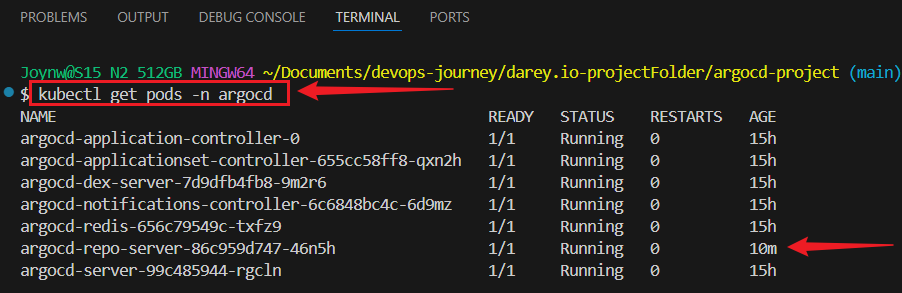 PROBLEMS OUTPUT DEBUG CONSOLE TERMINAL PORTS
Joynw@S15 N2 512GB MINGW64 ~/Documents/devops-journey/darey.io-projectFolder/argocd-project (main)
$ kubectl get pods -n argocd
NAME READY STATUS RESTARTS AGE
argocd-application-controller-0 1/1 Running 0 15h
argocd-applicationset-controller-655cc58ff8-qxn2h 1/1 Running 0 15h
argocd-dex-server-7d9dfb4fb8-9m2r6 1/1 Running 0 15h
argocd-notifications-controller-6c6848bc4c-6d9mz 1/1 Running 0 15h
argocd-redis-656c79549c-txfz9 1/1 Running 0 15h
argocd-repo-server-86c959d747-46n5h 1/1 Running 0 10m
argocd-server-99c485944-rgcln 1/1 Running 0 15h